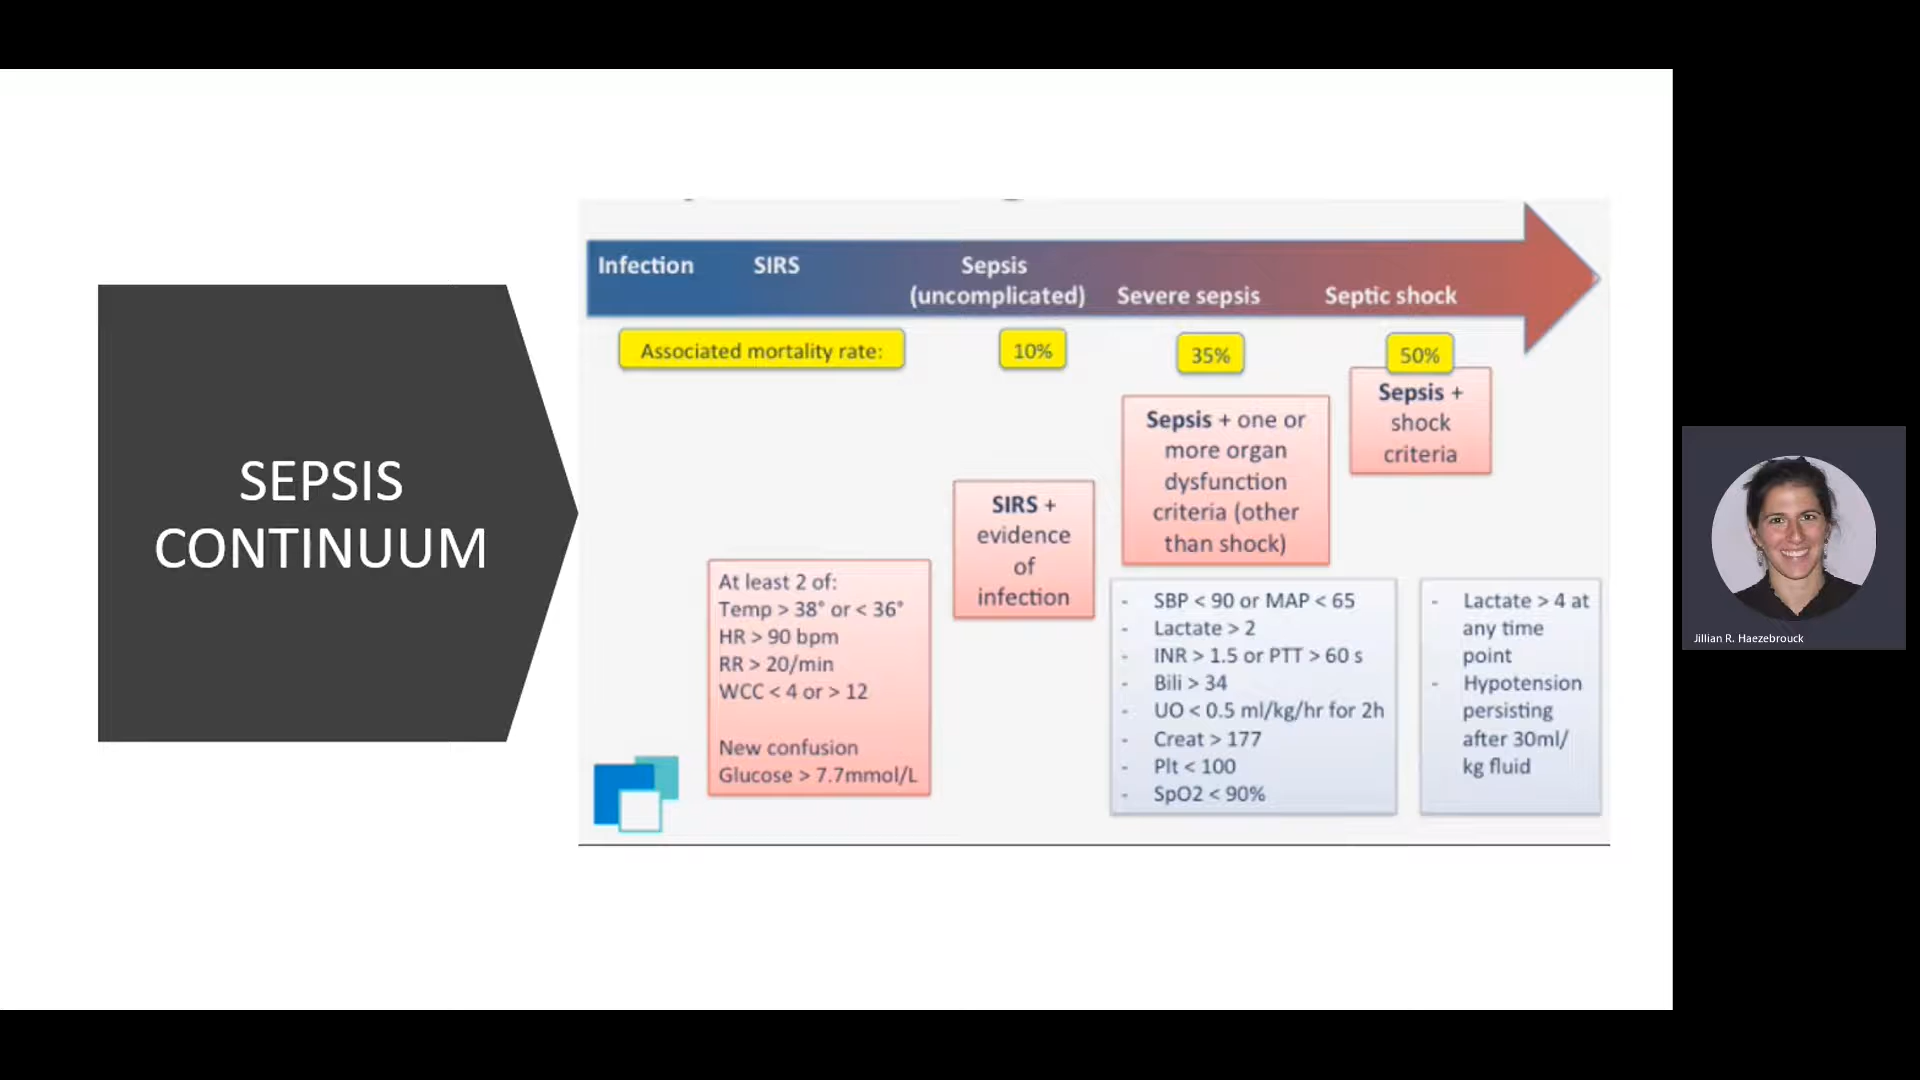 SEPSIS
CONTINUUM
Infection
SIRS
Sepsis
(uncomplicated)
Severe sepsis
Septic shock
Associated mortality rate:
10%
35%
50%
At least 2 of:
Temp > 38° or < 36°
HR > 90 bpm
RR > 20/min
WCC < 4 or > 12
New confusion
Glucose > 7.7mmol/L
SIRS +
evidence
of
infection
Sepsis + one or
more organ
dysfunction
criteria (other
than shock)
Sepsis +
shock
criteria
- SBP < 90 or MAP < 65
- Lactate > 2
- INR > 1.5 or PTT > 60 s
- Bili > 34
- UO < 0.5 ml/kg/hr for 2h
- Creat > 177
- Plt < 100
- SpO2 < 90%
- Lactate > 4 at
any time
point
- Hypotension
persisting
after 30ml/
kg fluid
Jillian R. Haezebrouck